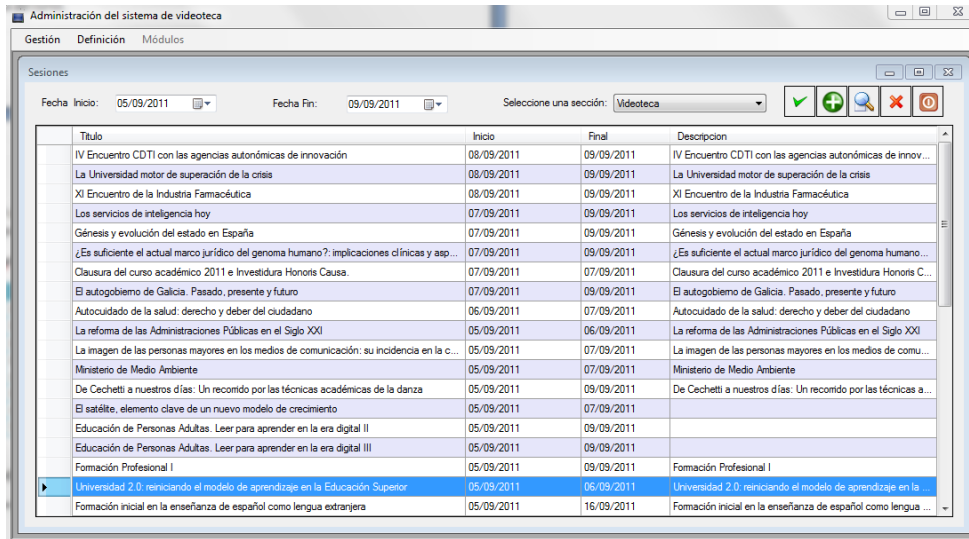 Administración del sistema de videoteca
Gestión Definición Módulos
Sesiones
Fecha Inicio: 05/09/2011 Fecha Fin: 09/09/2011 Seleccione una sección: Videoteca
Titulo Inicio Final Descripcion
IV Encuentro CDTI con las agencias autonómicas de innovación 08/09/2011 09/09/2011 IV Encuentro CDTI con las agencias autonómicas de innov...
La Universidad motor de superación de la crisis 08/09/2011 09/09/2011 La Universidad motor de superación de la crisis
XI Encuentro de la Industria Farmacéutica 08/09/2011 09/09/2011 XI Encuentro de la Industria Farmacéutica
Los servicios de inteligencia hoy 07/09/2011 09/09/2011 Los servicios de inteligencia hoy
Génesis y evolución del estado en España 07/09/2011 09/09/2011 Génesis y evolución del estado en España
¿Es suficiente el actual marco jurídico del genoma humano?: implicaciones clínicas y asp... 07/09/2011 09/09/2011 ¿Es suficiente el actual marco jurídico del genoma humano...
Clausura del curso académico 2011 e Investidura Honoris Causa. 07/09/2011 07/09/2011 Clausura del curso académico 2011 e Investidura Honoris C...
El autogobierno de Galicia. Pasado, presente y futuro 07/09/2011 09/09/2011 El autogobierno de Galicia. Pasado, presente y futuro
Autocuidado de la salud: derecho y deber del ciudadano 06/09/2011 07/09/2011 Autocuidado de la salud: derecho y deber del ciudadano
La reforma de las Administraciones Públicas en el Siglo XXI 05/09/2011 06/09/2011 La reforma de las Administraciones Públicas en el Siglo XXI
La imagen de las personas mayores en los medios de comunicación: su incidencia en la c... 05/09/2011 07/09/2011 La imagen de las personas mayores en los medios de comu...
Ministerio de Medio Ambiente 05/09/2011 07/09/2011 Ministerio de Medio Ambiente
De Cechetti a nuestros días: Un recorrido por las técnicas académicas de la danza 05/09/2011 09/09/2011 De Cechetti a nuestros días: Un recorrido por las técnicas a...
El satélite, elemento clave de un nuevo modelo de crecimiento 05/09/2011 07/09/2011
Educación de Personas Adultas. Leer para aprender en la era digital II 05/09/2011 09/09/2011
Educación de Personas Adultas. Leer para aprender en la era digital III 05/09/2011 09/09/2011
Formación Profesional I 05/09/2011 09/09/2011 Formación Profesional I
Universidad 2.0: reiniciando el modelo de aprendizaje en la Educación Superior 05/09/2011 06/09/2011 Universidad 2.0: reiniciando el modelo de aprendizaje en la ...
Formación inicial en la enseñanza de español como lengua extranjera 05/09/2011 16/09/2011 Formación inicial en la enseñanza de español como lengua ...